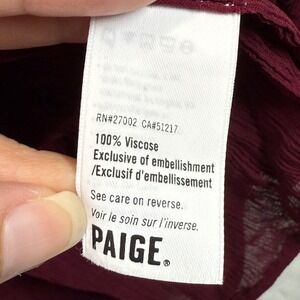 RN#27002 CA#51217
100% Viscose
Exclusive of embellishment
/Exclusif d'embellissement
See care on reverse.
Voir le soin sur l'inverse.
PAIGE®